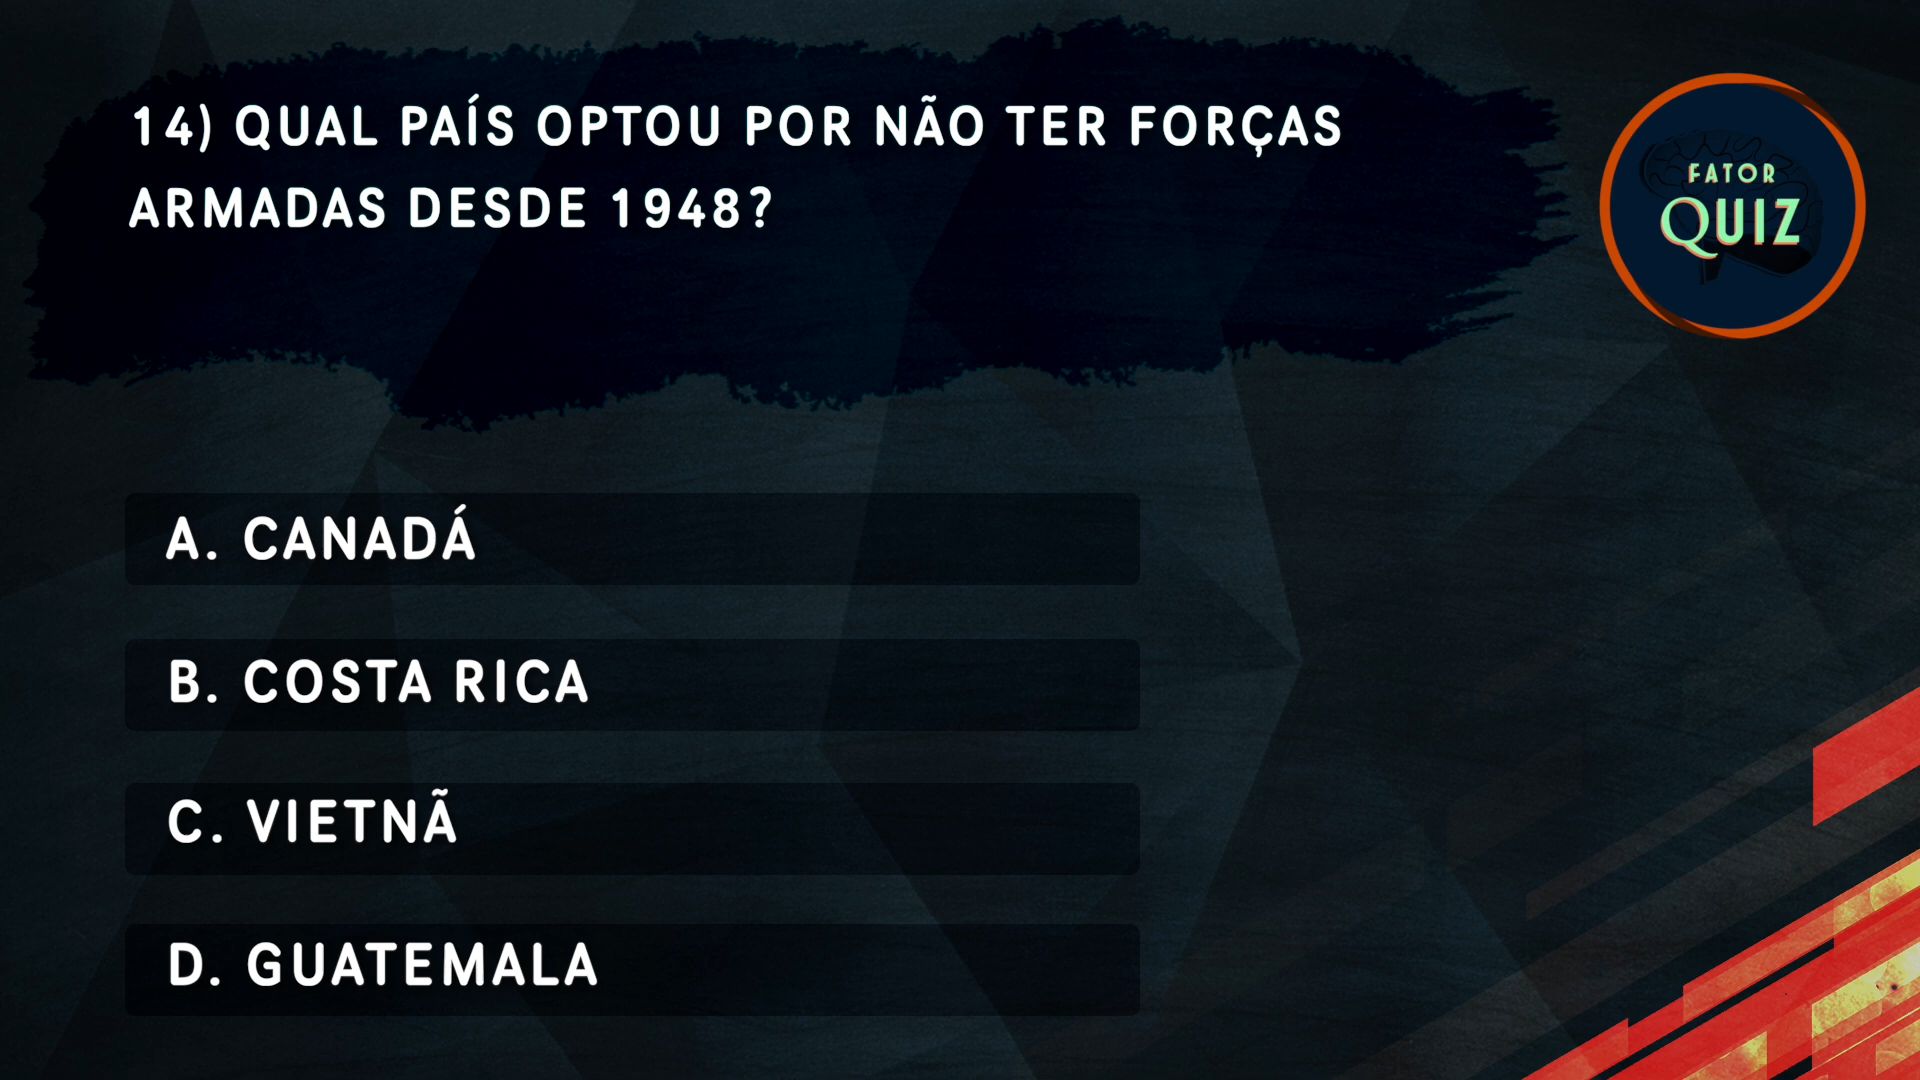 14) QUAL PAÍS OPTOU POR NÃO TER FORÇAS
ARMADAS DESDE 1948?
FATOR
QUIZ
A. CANADÁ
B. COSTA RICA
C. VIETNÃ
D. GUATEMALA